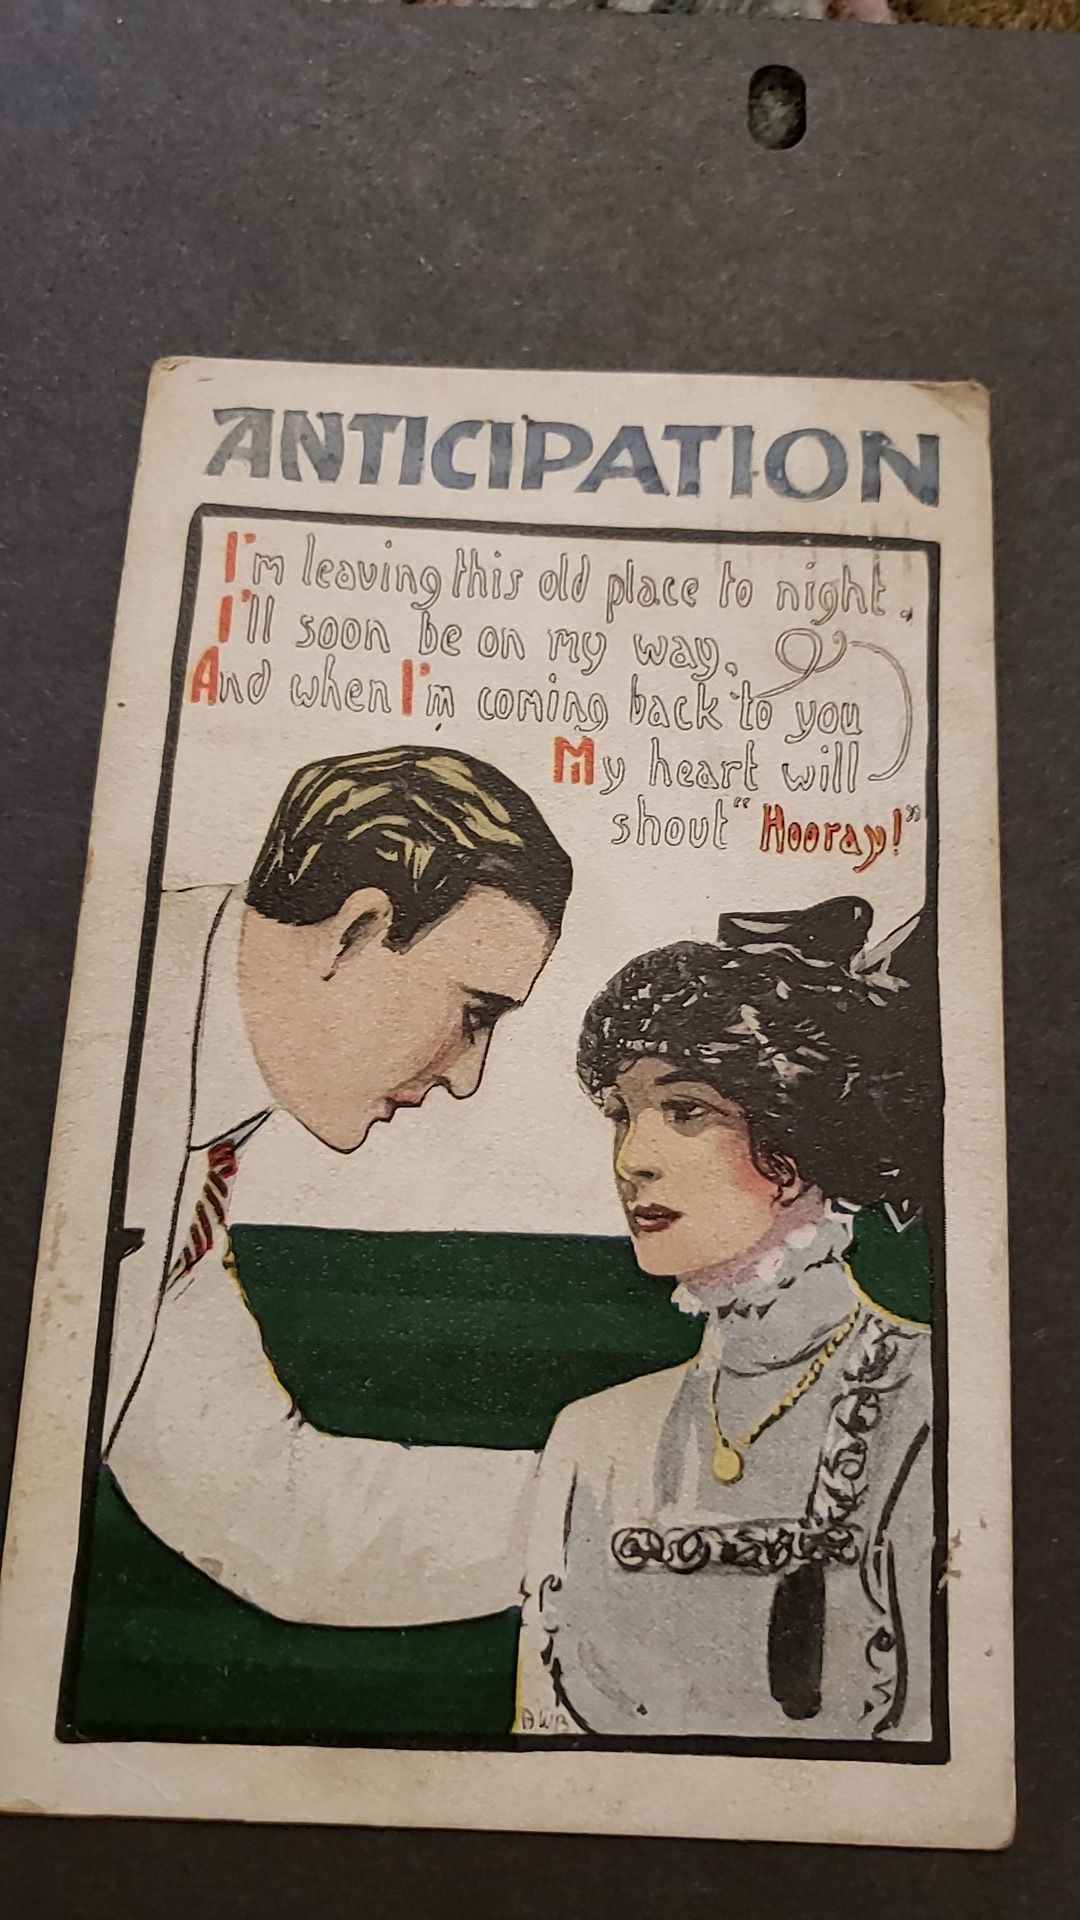 ANTICIPATION
I'm leaving this old place to night.
I'll soon be on my way.
And when I'm coming back to you
My heart will
shout "Hooray!"
AWB